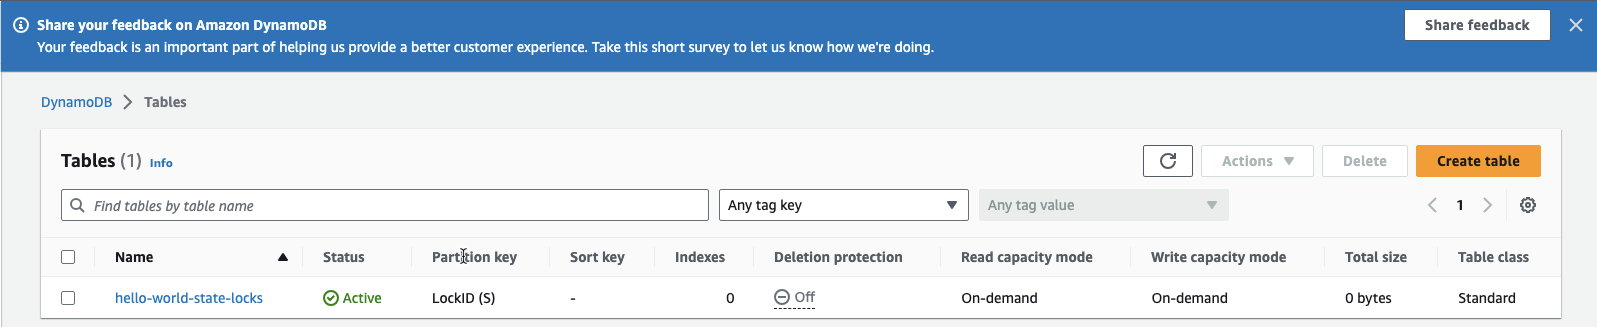 Share your feedback on Amazon DynamoDB
Your feedback is an important part of helping us provide a better customer experience. Take this short survey to let us know how we're doing.
Share feedback
DynamoDB > Tables
Tables (1) Info
Actions Delete Create table
Find tables by table name Any tag key Any tag value 1
Name Status Partition key Sort key Indexes Deletion protection Read capacity mode Write capacity mode Total size Table class
hello-world-state-locks Active LockID (S) - 0 Off On-demand On-demand 0 bytes Standard